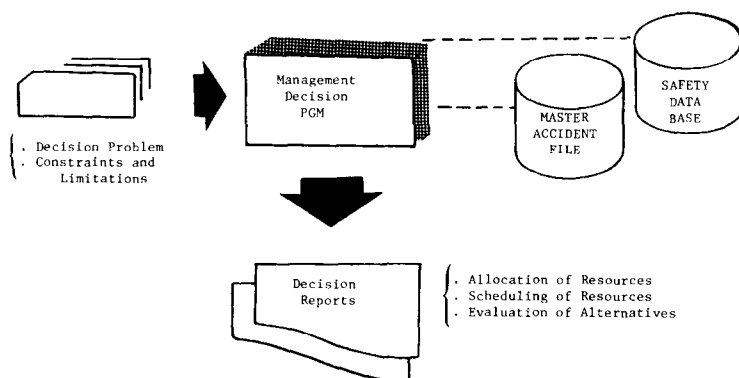 Management
Decision
PGM
MASTER
ACCIDENT
FILE
SAFETY
DATA
BASE
. Decision Problem
. Constraints and
Limitations
Decision
Reports
. Allocation of Resources
. Scheduling of Resources
. Evaluation of Alternatives